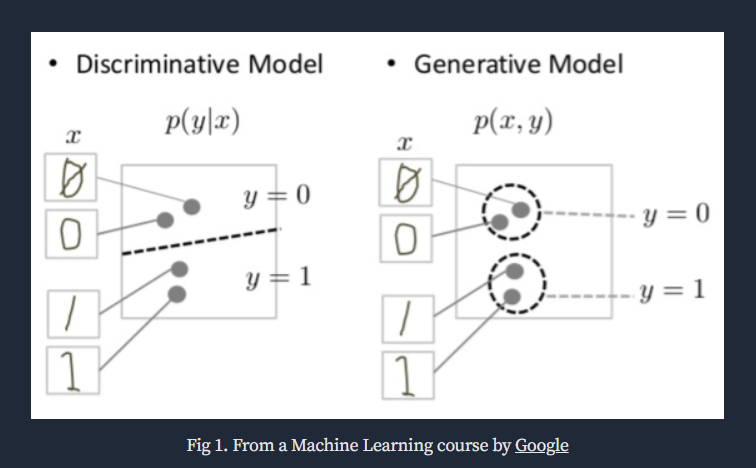 • Discriminative Model
p(y|x)
x
0
0
1
1
y = 0
y = 1
• Generative Model
p(x, y)
x
0
0
1
1
y = 0
y = 1
Fig 1. From a Machine Learning course by Google